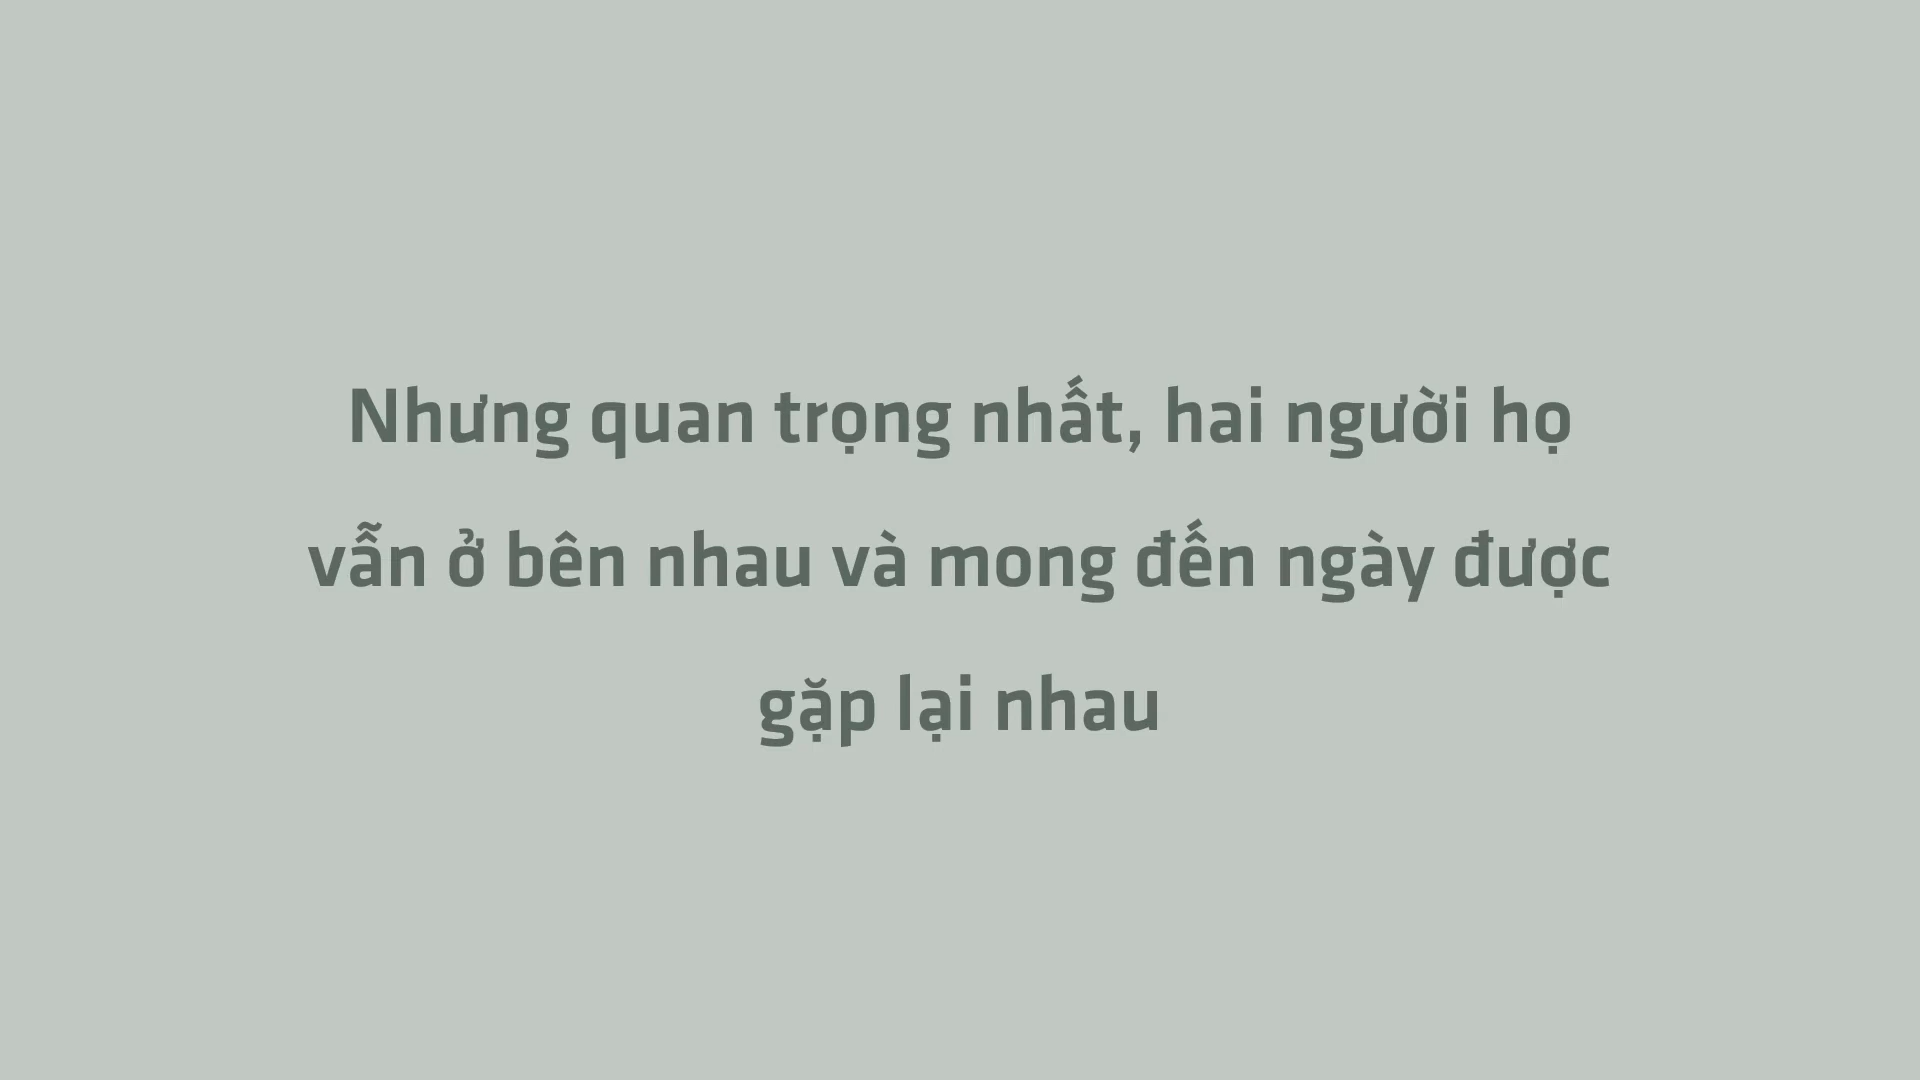 Nhưng quan trọng nhất, hai người họ
vẫn ở bên nhau và mong đến ngày được
gặp lại nhau